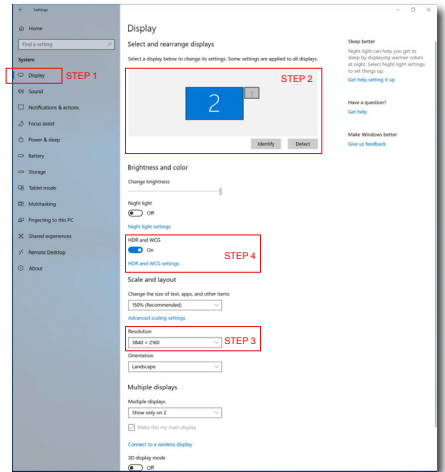 Settings
Home
Find a setting
System
Display
STEP 1
Sound
Notifications & actions
Focus assist
Power & sleep
Battery
Storage
Tablet mode
Multitasking
Projecting to this PC
Shared experiences
Remote Desktop
About
Display
Select and rearrange displays
Select a display below to change its settings. Some settings are applied to all displays.
STEP 2
2
1
Identify
Detect
Brightness and color
Change brightness
Night light
Off
Night light settings
HDR and WCG
On
STEP 4
HDR and WCG settings
Scale and layout
Change the size of text, apps, and other items
150% (Recommended)
Advanced scaling settings
Resolution
3840 × 2160
STEP 3
Orientation
Landscape
Multiple displays
Multiple displays
Show only on 2
Make this my main display
Connect to a wireless display
3D display mode
Off
Sleep better
Night light can help you get to
sleep by displaying warmer colors
at night. Select Night light settings
to set things up.
Get help setting it up
Have a question?
Get help
Make Windows better
Give us feedback